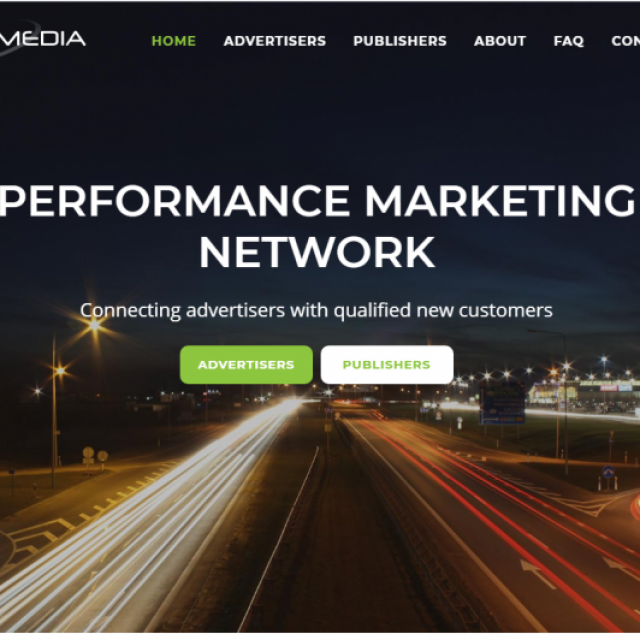 MEDIA
HOME ADVERTISERS PUBLISHERS ABOUT FAQ CON
PERFORMANCE MARKETING
NETWORK
Connecting advertisers with qualified new customers
ADVERTISERS PUBLISHERS